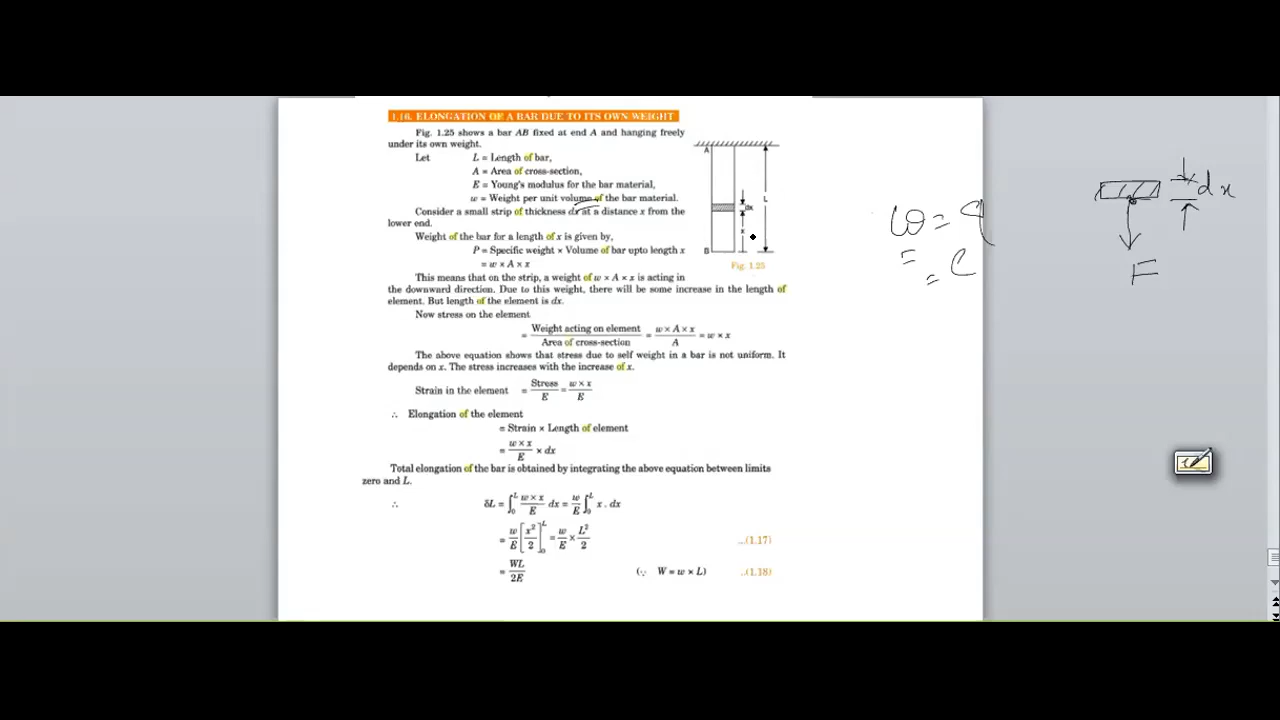 1.16. ELONGATION OF A BAR DUE TO ITS OWN WEIGHT
Fig. 1.25 shows a bar AB fixed at end A and hanging freely
under its own weight.
Let L = Length of bar,
A = Area of cross-section,
E = Young's modulus for the bar material,
w = Weight per unit volume of the bar material.
Consider a small strip of thickness dx at a distance x from the
lower end.
Weight of the bar for a length of x is given by,
P = Specific weight × Volume of bar upto length x
= w × A × x
This means that on the strip, a weight of w × A × x is acting in
the downward direction. Due to this weight, there will be some increase in the length of
element. But length of the element is dx.
Now stress on the element
= Weight acting on element / Area of cross-section = w × A × x / A = w × x
The above equation shows that stress due to self weight in a bar is not uniform. It
depends on x. The stress increases with the increase of x.
Strain in the element = Stress / E = w × x / E
∴ Elongation of the element
= Strain × Length of element
= w × x / E × dx
Total elongation of the bar is obtained by integrating the above equation between limits
zero and L.
∴ δL = ∫₀ᴸ w × x / E dx = w / E ∫₀ᴸ x . dx
= w / E [x² / 2]₀ᴸ = w / E × L² / 2 ...(1.17)
= WL / 2E (∵ W = w × L) ...(1.18)
A
dx
L
x
B
Fig. 1.25
dx
F